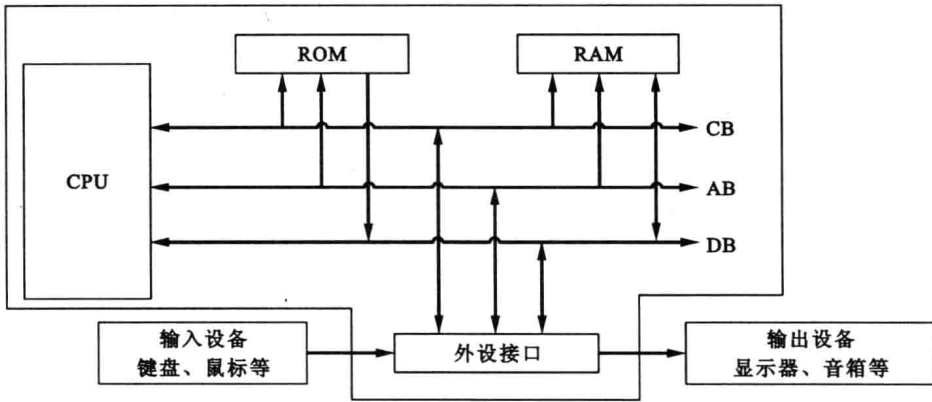 ROM
RAM
CB
CPU
AB
DB
输入设备
键盘、鼠标等
外设接口
输出设备
显示器、音箱等